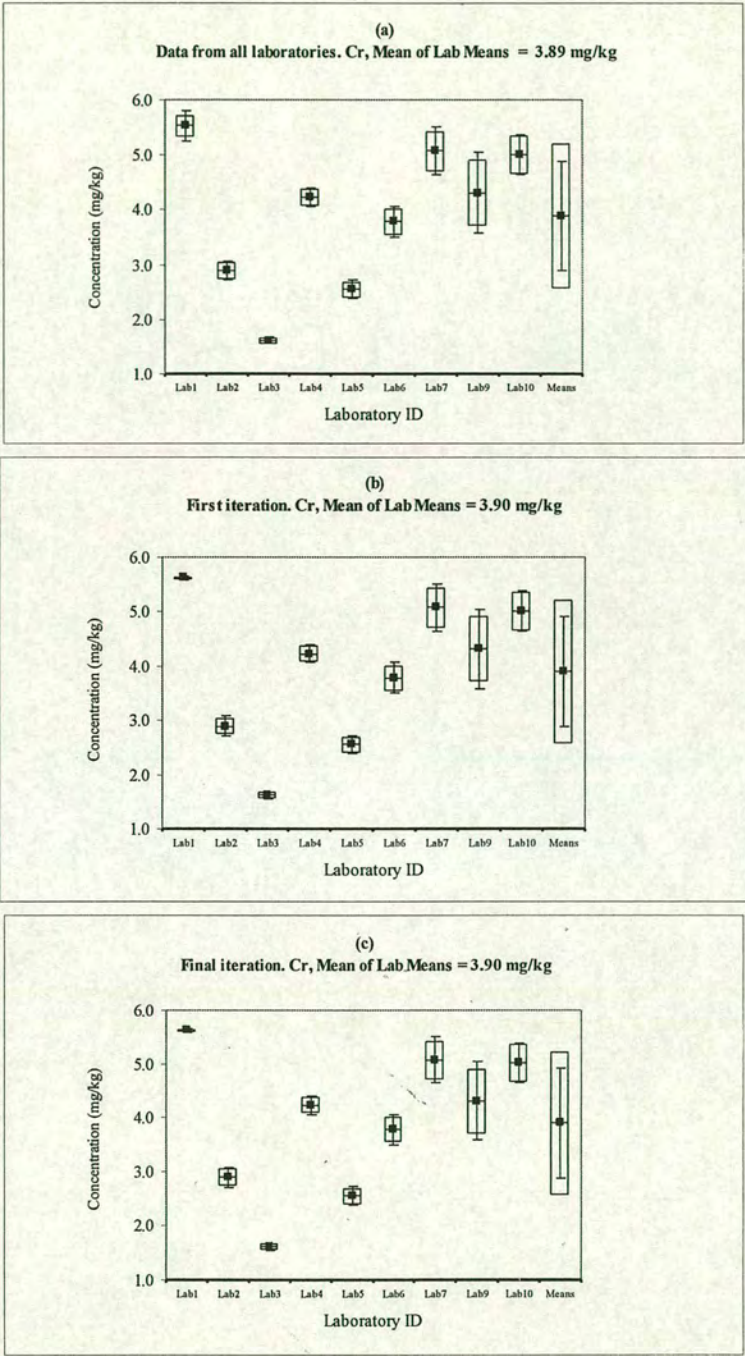 (a)
Data from all laboratories. Cr, Mean of Lab Means = 3.89 mg/kg
6.0
5.0
4.0
3.0
2.0
1.0
Concentration (mg/kg)
Lab1 Lab2 Lab3 Lab4 Lab5 Lab6 Lab7 Lab9 Lab10 Means
Laboratory ID
(b)
First iteration. Cr, Mean of Lab Means = 3.90 mg/kg
6.0
5.0
4.0
3.0
2.0
1.0
Concentration (mg/kg)
Lab1 Lab2 Lab3 Lab4 Lab5 Lab6 Lab7 Lab9 Lab10 Means
Laboratory ID
(c)
Final iteration. Cr, Mean of Lab Means = 3.90 mg/kg
6.0
5.0
4.0
3.0
2.0
1.0
Concentration (mg/kg)
Lab1 Lab2 Lab3 Lab4 Lab5 Lab6 Lab7 Lab9 Lab10 Means
Laboratory ID